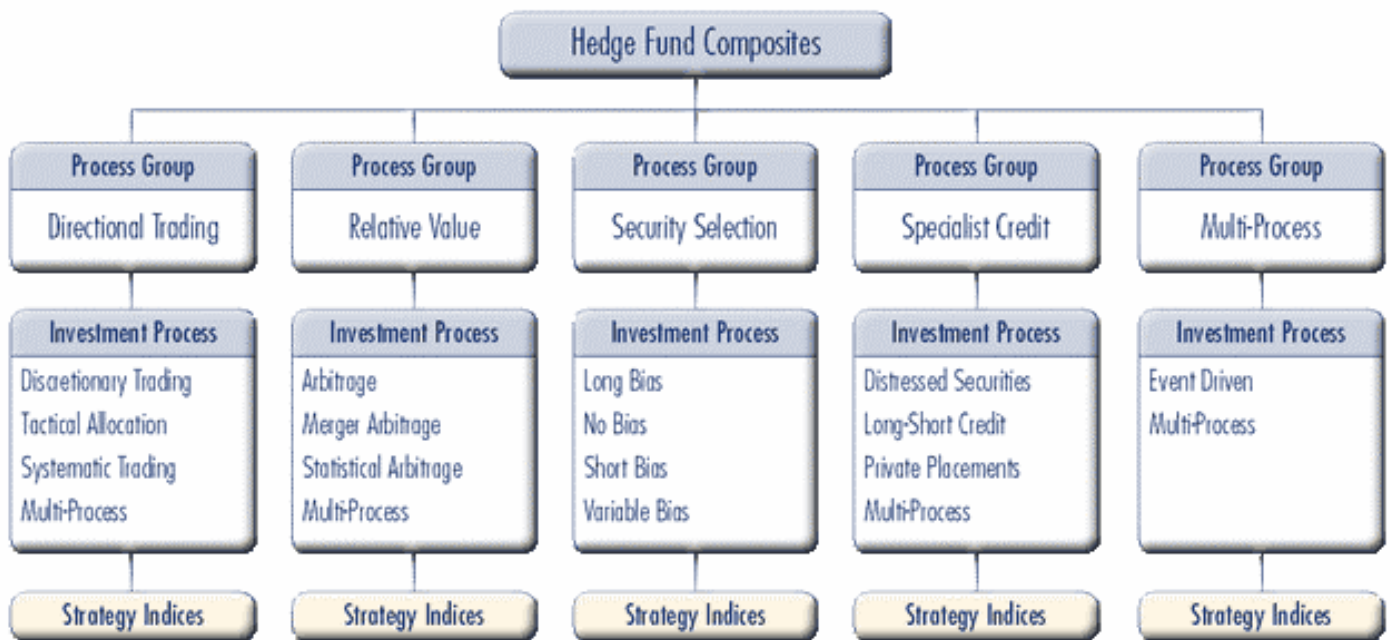 Hedge Fund Composites
Process Group
Directional Trading
Investment Process
Discretionary Trading
Tactical Allocation
Systematic Trading
Multi-Process
Strategy Indices
Process Group
Relative Value
Investment Process
Arbitrage
Merger Arbitrage
Statistical Arbitrage
Multi-Process
Strategy Indices
Process Group
Security Selection
Investment Process
Long Bias
No Bias
Short Bias
Variable Bias
Strategy Indices
Process Group
Specialist Credit
Investment Process
Distressed Securities
Long-Short Credit
Private Placements
Multi-Process
Strategy Indices
Process Group
Multi-Process
Investment Process
Event Driven
Multi-Process
Strategy Indices